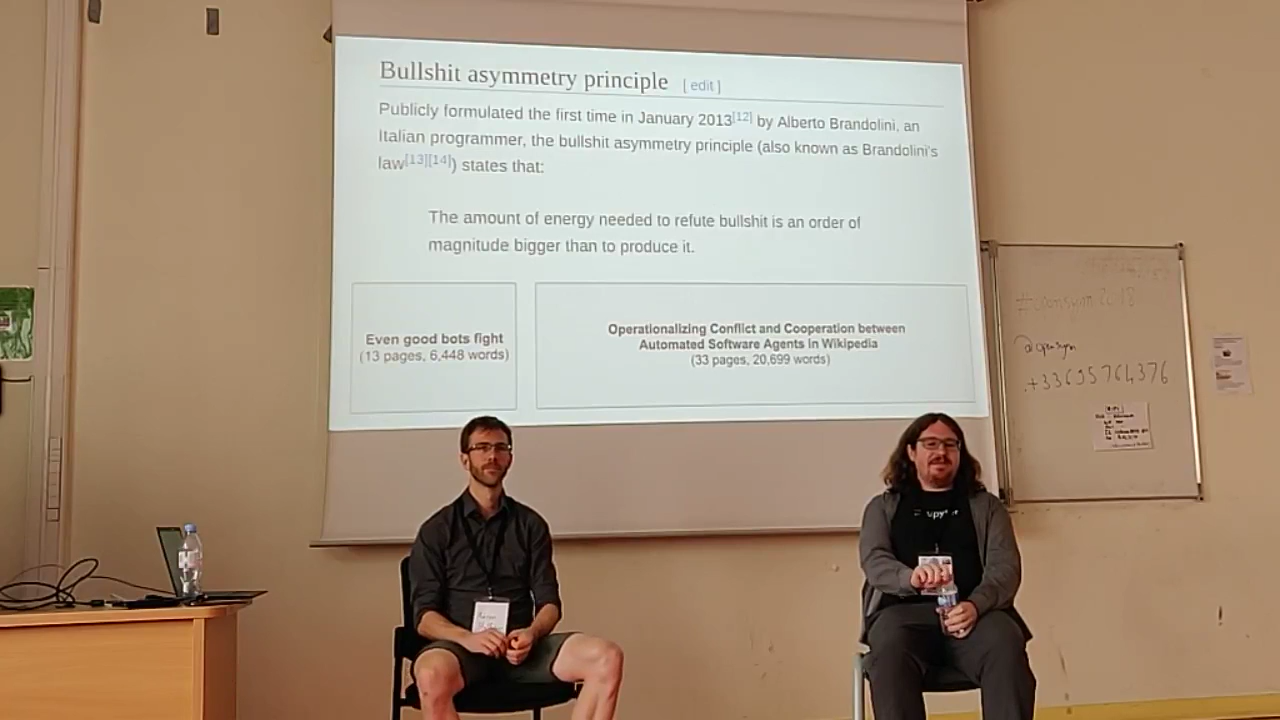 Bullshit asymmetry principle [ edit ]
Publicly formulated the first time in January 2013[12] by Alberto Brandolini, an
Italian programmer, the bullshit asymmetry principle (also known as Brandolini's
law[13][14]) states that:
The amount of energy needed to refute bullshit is an order of
magnitude bigger than to produce it.
Even good bots fight
(13 pages, 6,448 words)
Operationalizing Conflict and Cooperation between
Automated Software Agents in Wikipedia
(33 pages, 20,699 words)
#opensym2018
@opensym
+33695764376